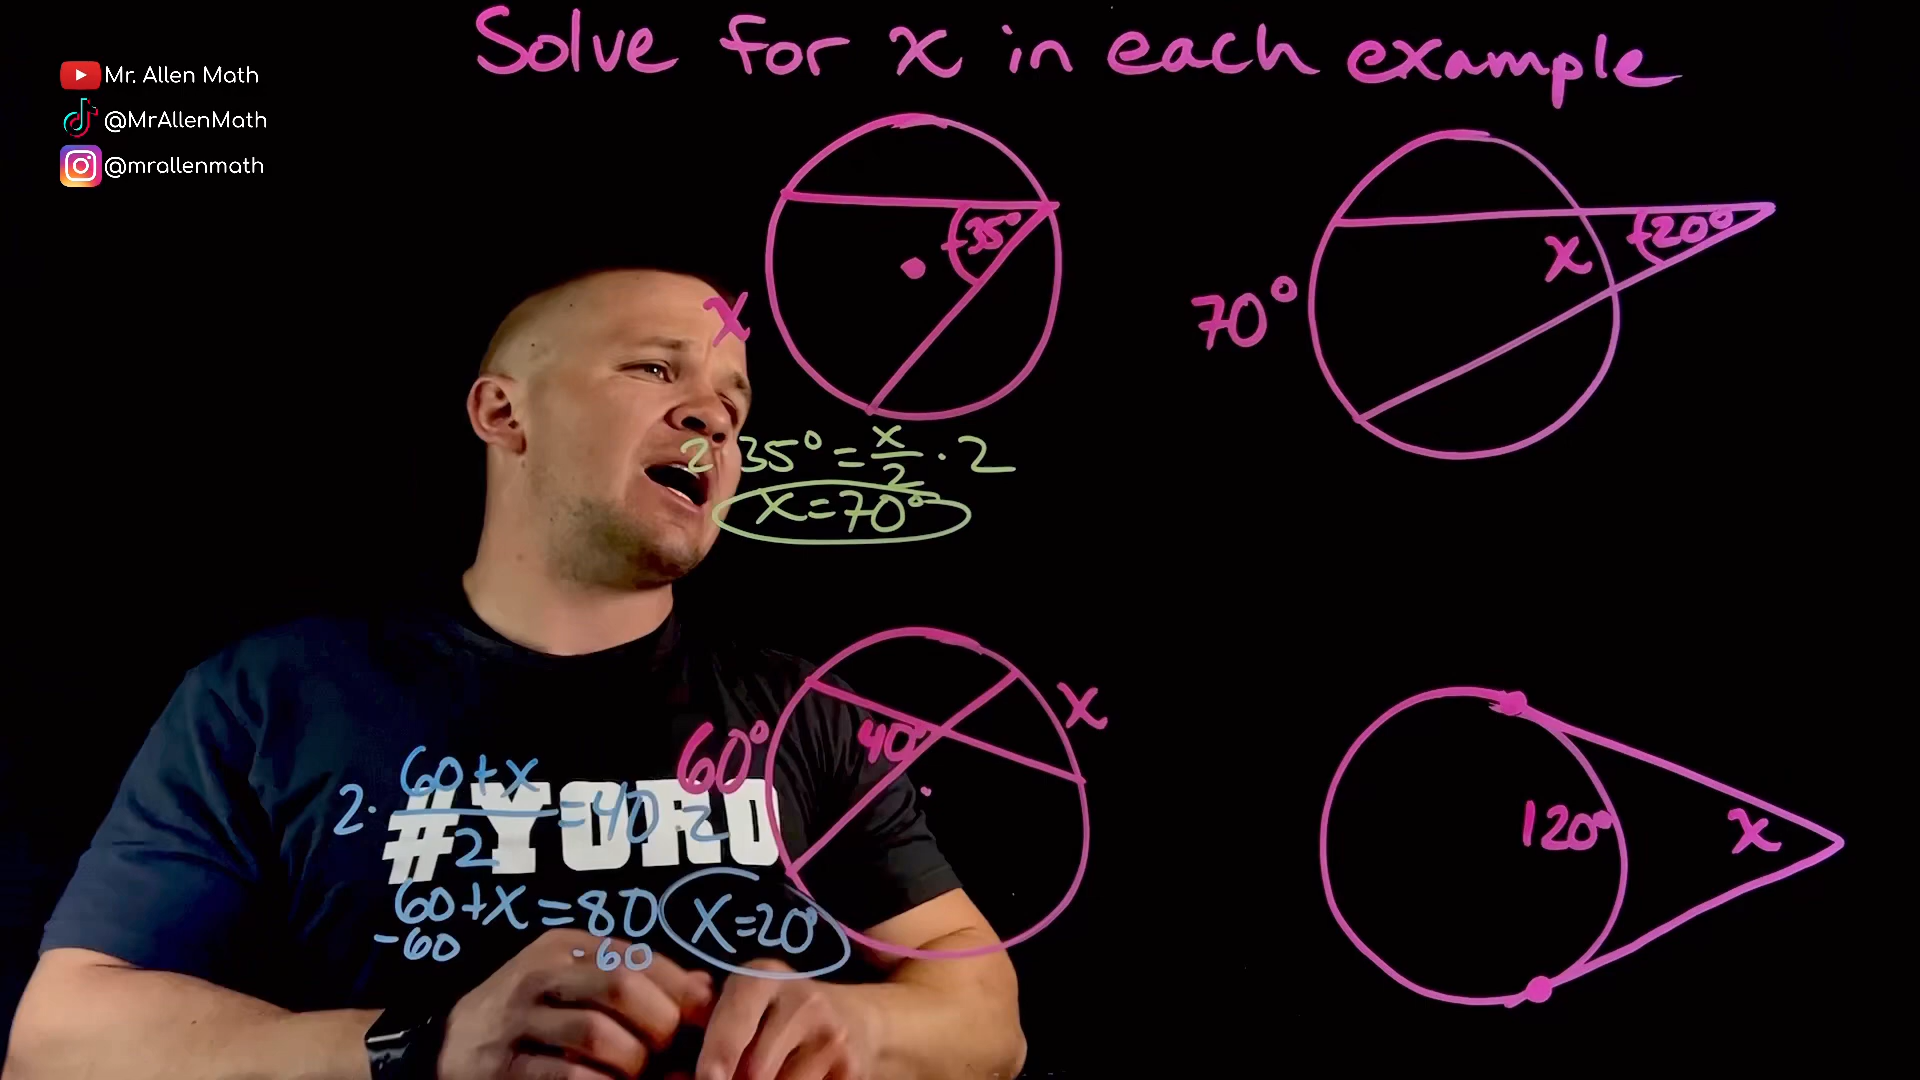 Solve for x in each example
Mr. Allen Math
@MrAllenMath
@mrallenmath
35°
x
2 35° = x/2 · 2
x = 70°
20°
x
70°
60°
40°
x
2 · (60+x)/2 = 40 · 2
60+x = 80
-60 -60
x = 20°
#YORO
120°
x